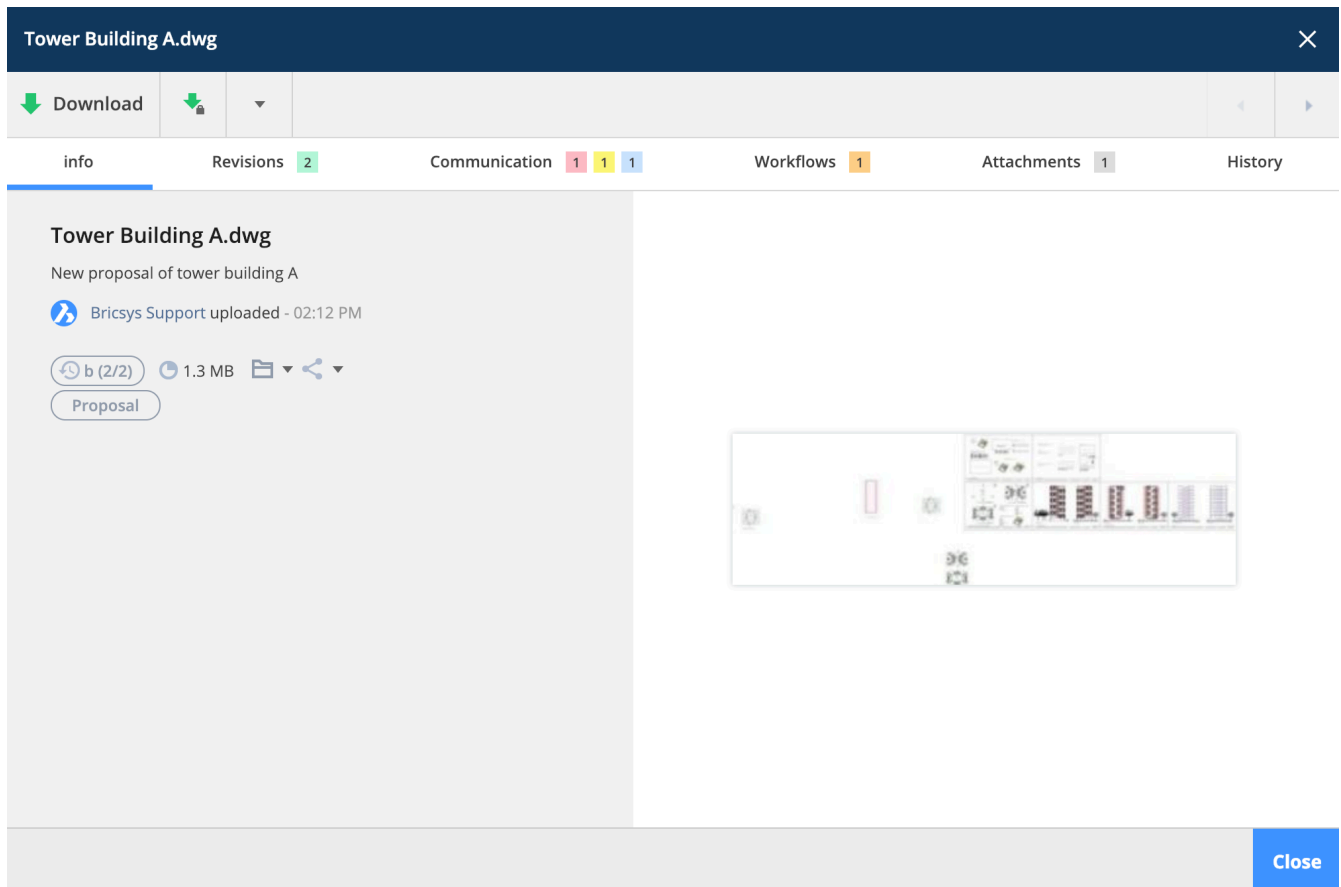 Tower Building A.dwg
Download
info Revisions 2 Communication 1 1 1 Workflows 1 Attachments 1 History
Tower Building A.dwg
New proposal of tower building A
Bricsys Support uploaded - 02:12 PM
b (2/2) 1.3 MB
Proposal
Close